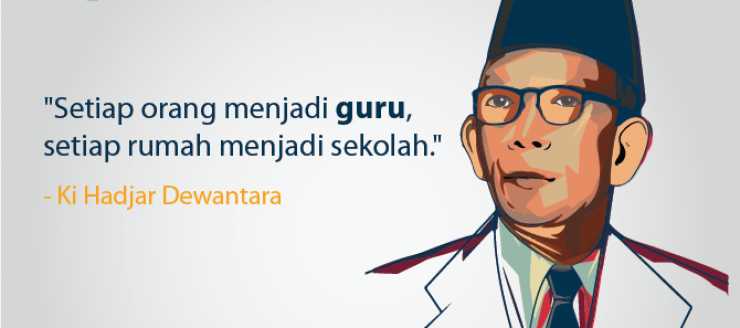 "Setiap orang menjadi guru,
setiap rumah menjadi sekolah."
- Ki Hadjar Dewantara